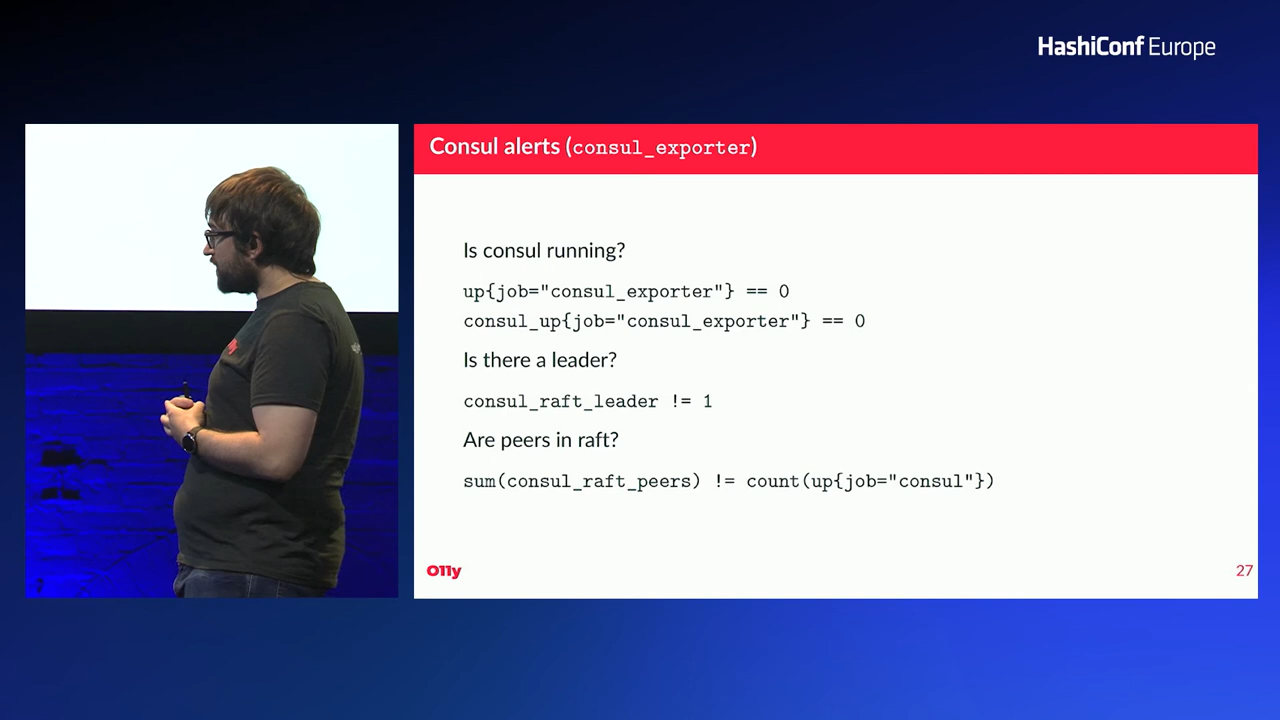 HashiConf Europe
Consul alerts (consul_exporter)
Is consul running?
up{job="consul_exporter"} == 0
consul_up{job="consul_exporter"} == 0
Is there a leader?
consul_raft_leader != 1
Are peers in raft?
sum(consul_raft_peers) != count(up{job="consul"})
O11y
27